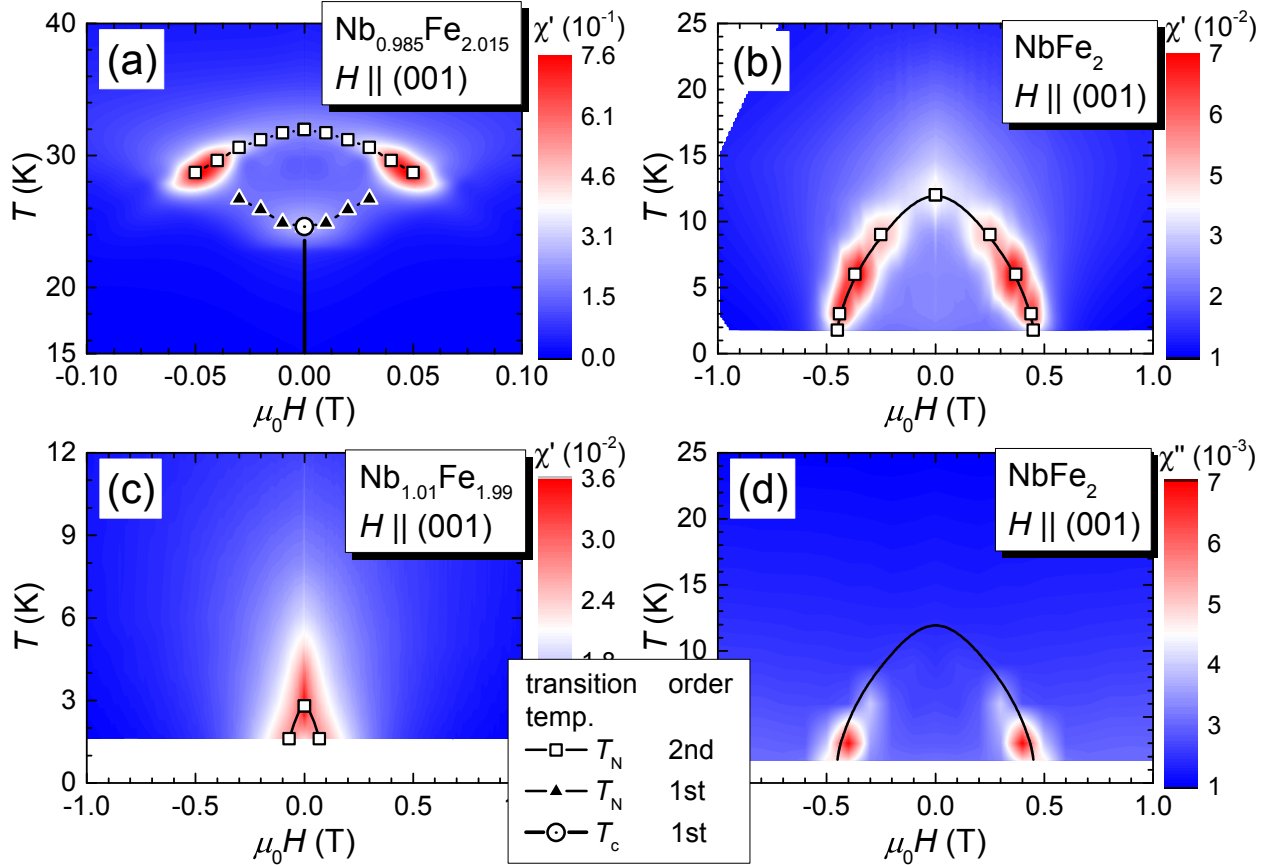 (a)
Nb0.985Fe2.015
H || (001)
χ' (10-1)
7.6
6.1
4.6
3.1
1.5
0.0
40
35
30
25
20
15
T (K)
-0.10
-0.05
0.00
0.05
0.10
μ0H (T)
(b)
NbFe2
H || (001)
χ' (10-2)
7
6
5
4
3
2
1
25
20
15
10
5
0
T (K)
-1.0
-0.5
0.0
0.5
1.0
μ0H (T)
(c)
Nb1.01Fe1.99
H || (001)
χ' (10-2)
3.6
3.0
2.4
12
9
6
3
0
T (K)
-1.0
-0.5
0.0
0.5
μ0H (T)
(d)
NbFe2
H || (001)
χ'' (10-3)
7
6
5
4
3
2
1
25
20
15
10
T (K)
-0.5
0.0
0.5
1.0
μ0H (T)
transition order
temp.
TN 2nd
TN 1st
Tc 1st